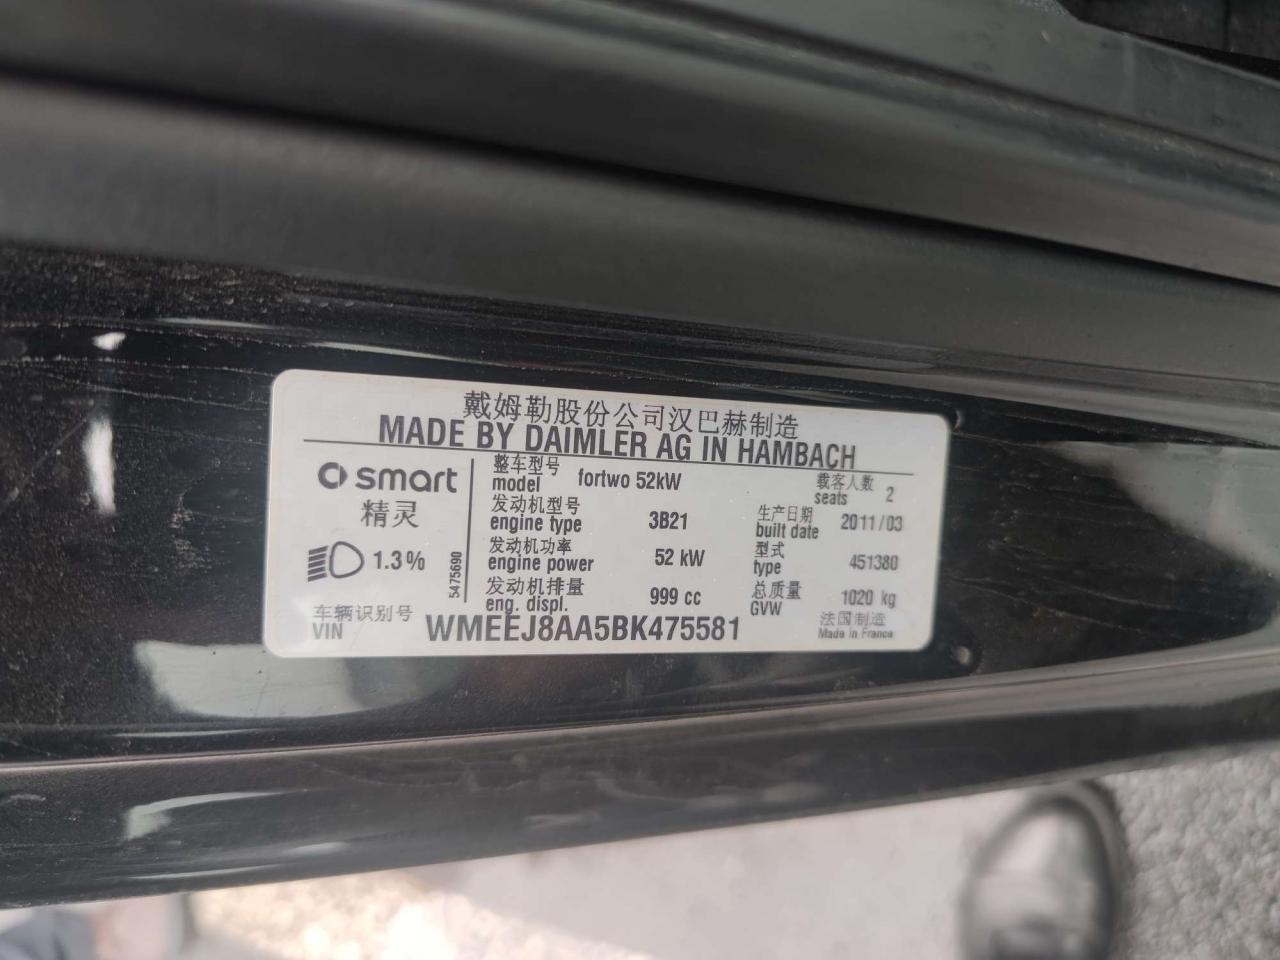 戴姆勒股份公司汉巴赫制造
MADE BY DAIMLER AG IN HAMBACH
smart
精灵
1.3%
5475690
整车型号
model fortwo 52kW
载客人数
seats 2
发动机型号
engine type 3B21
生产日期
built date 2011/03
发动机功率
engine power 52 kW
型式
type 451380
发动机排量
eng. displ. 999 cc
总质量
GVW 1020 kg
车辆识别号
VIN WMEEJ8AA5BK475581
法国制造
Made in France